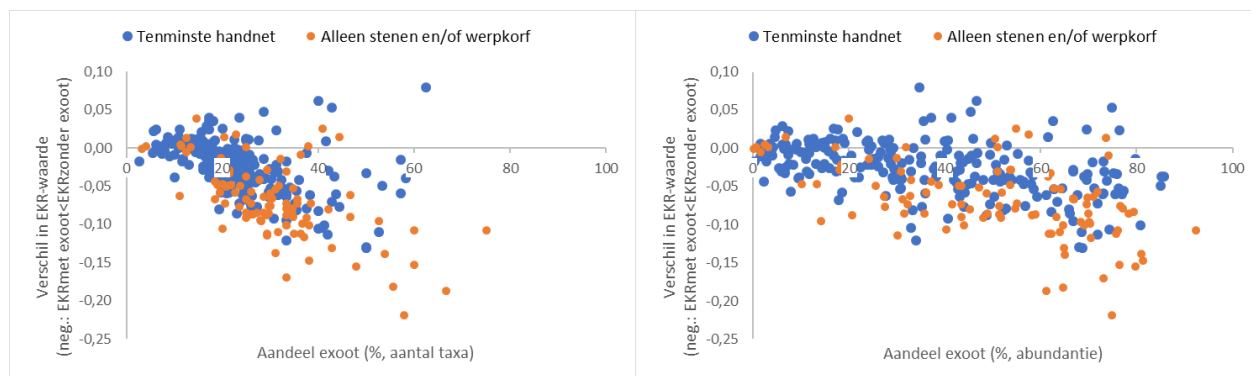 Tenminste handnet
Alleen stenen en/of werpkorf
Verschil in EKR-waarde
(neg.: EKRmet exoot<EKRzonder exoot)
0,10
0,05
0,00
-0,05
-0,10
-0,15
-0,20
-0,25
0
20
40
60
80
100
Aandeel exoot (%, aantal taxa)
Tenminste handnet
Alleen stenen en/of werpkorf
Verschil in EKR-waarde
(neg.: EKRmet exoot<EKRzonder exoot)
0,10
0,05
0,00
-0,05
-0,10
-0,15
-0,20
-0,25
0
20
40
60
80
100
Aandeel exoot (%, abundantie)